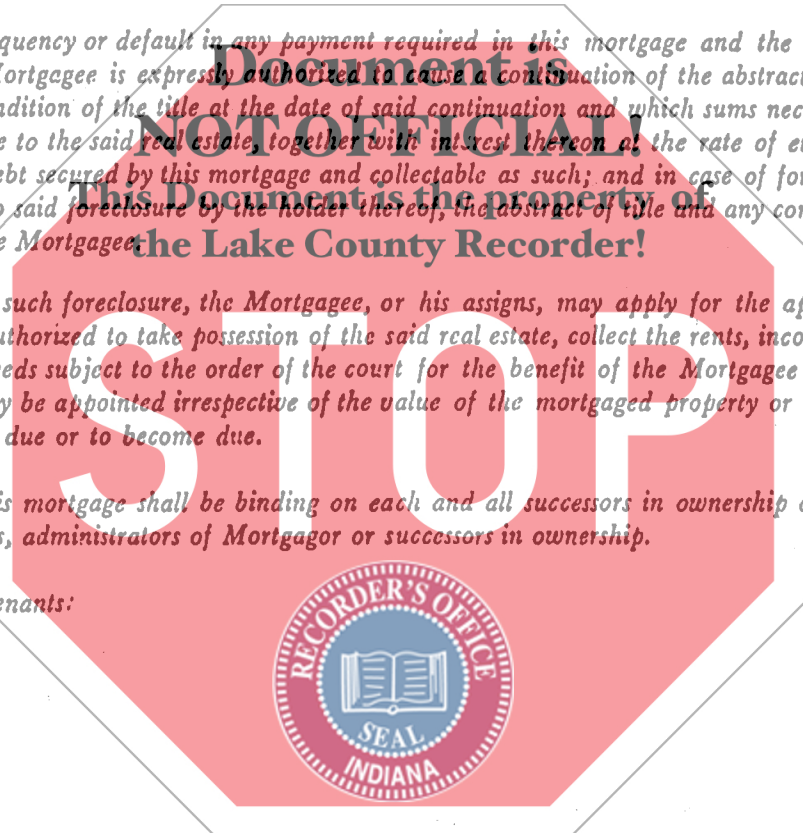 quency or default in any payment required in this mortgage and the
Mortgagee is expressly authorized to cause a continuation of the abstract
ndition of the title at the date of said continuation and which sums nec
e to the said real estate, together with interest thereon at the rate of ei
ebt secured by this mortgage and collectable as such; and in case of for
o said foreclosure by the holder thereof, the abstract of title and any con
e Mortgagee.
Document is
NOT OFFICIAL!
This Document is the property of
the Lake County Recorder!
such foreclosure, the Mortgagee, or his assigns, may apply for the ap
uthorized to take possession of the said real estate, collect the rents, inco
eds subject to the order of the court for the benefit of the Mortgagee
y be appointed irrespective of the value of the mortgaged property or
due or to become due.
STOP
is mortgage shall be binding on each and all successors in ownership
s, administrators of Mortgagor or successors in ownership.
enants:
RECORDER'S OFFICE
SEAL
INDIANA